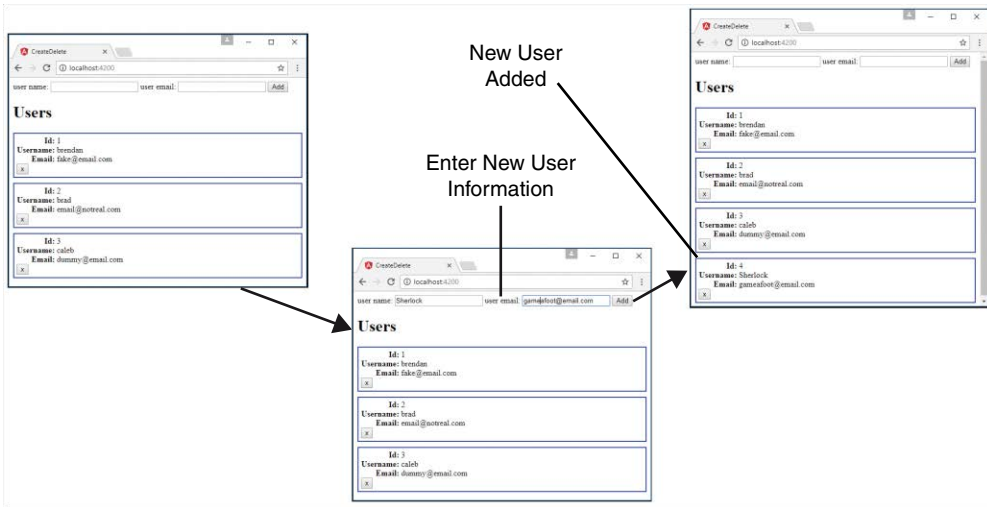 CreateDelete
localhost:4200
user name: user email: Add
Users
Id: 1
Username: brendan
Email: fake@email.com
x
Id: 2
Username: brad
Email: email@notreal.com
x
Id: 3
Username: caleb
Email: dummy@email.com
x
Enter New User
Information
CreateDelete
localhost:4200
user name: Sherlock user email: gameafoot@email.com Add
Users
Id: 1
Username: brendan
Email: fake@email.com
x
Id: 2
Username: brad
Email: email@notreal.com
x
Id: 3
Username: caleb
Email: dummy@email.com
x
New User
Added
CreateDelete
localhost:4200
user name: user email: Add
Users
Id: 1
Username: brendan
Email: fake@email.com
x
Id: 2
Username: brad
Email: email@notreal.com
x
Id: 3
Username: caleb
Email: dummy@email.com
x
Id: 4
Username: Sherlock
Email: gameafoot@email.com
x